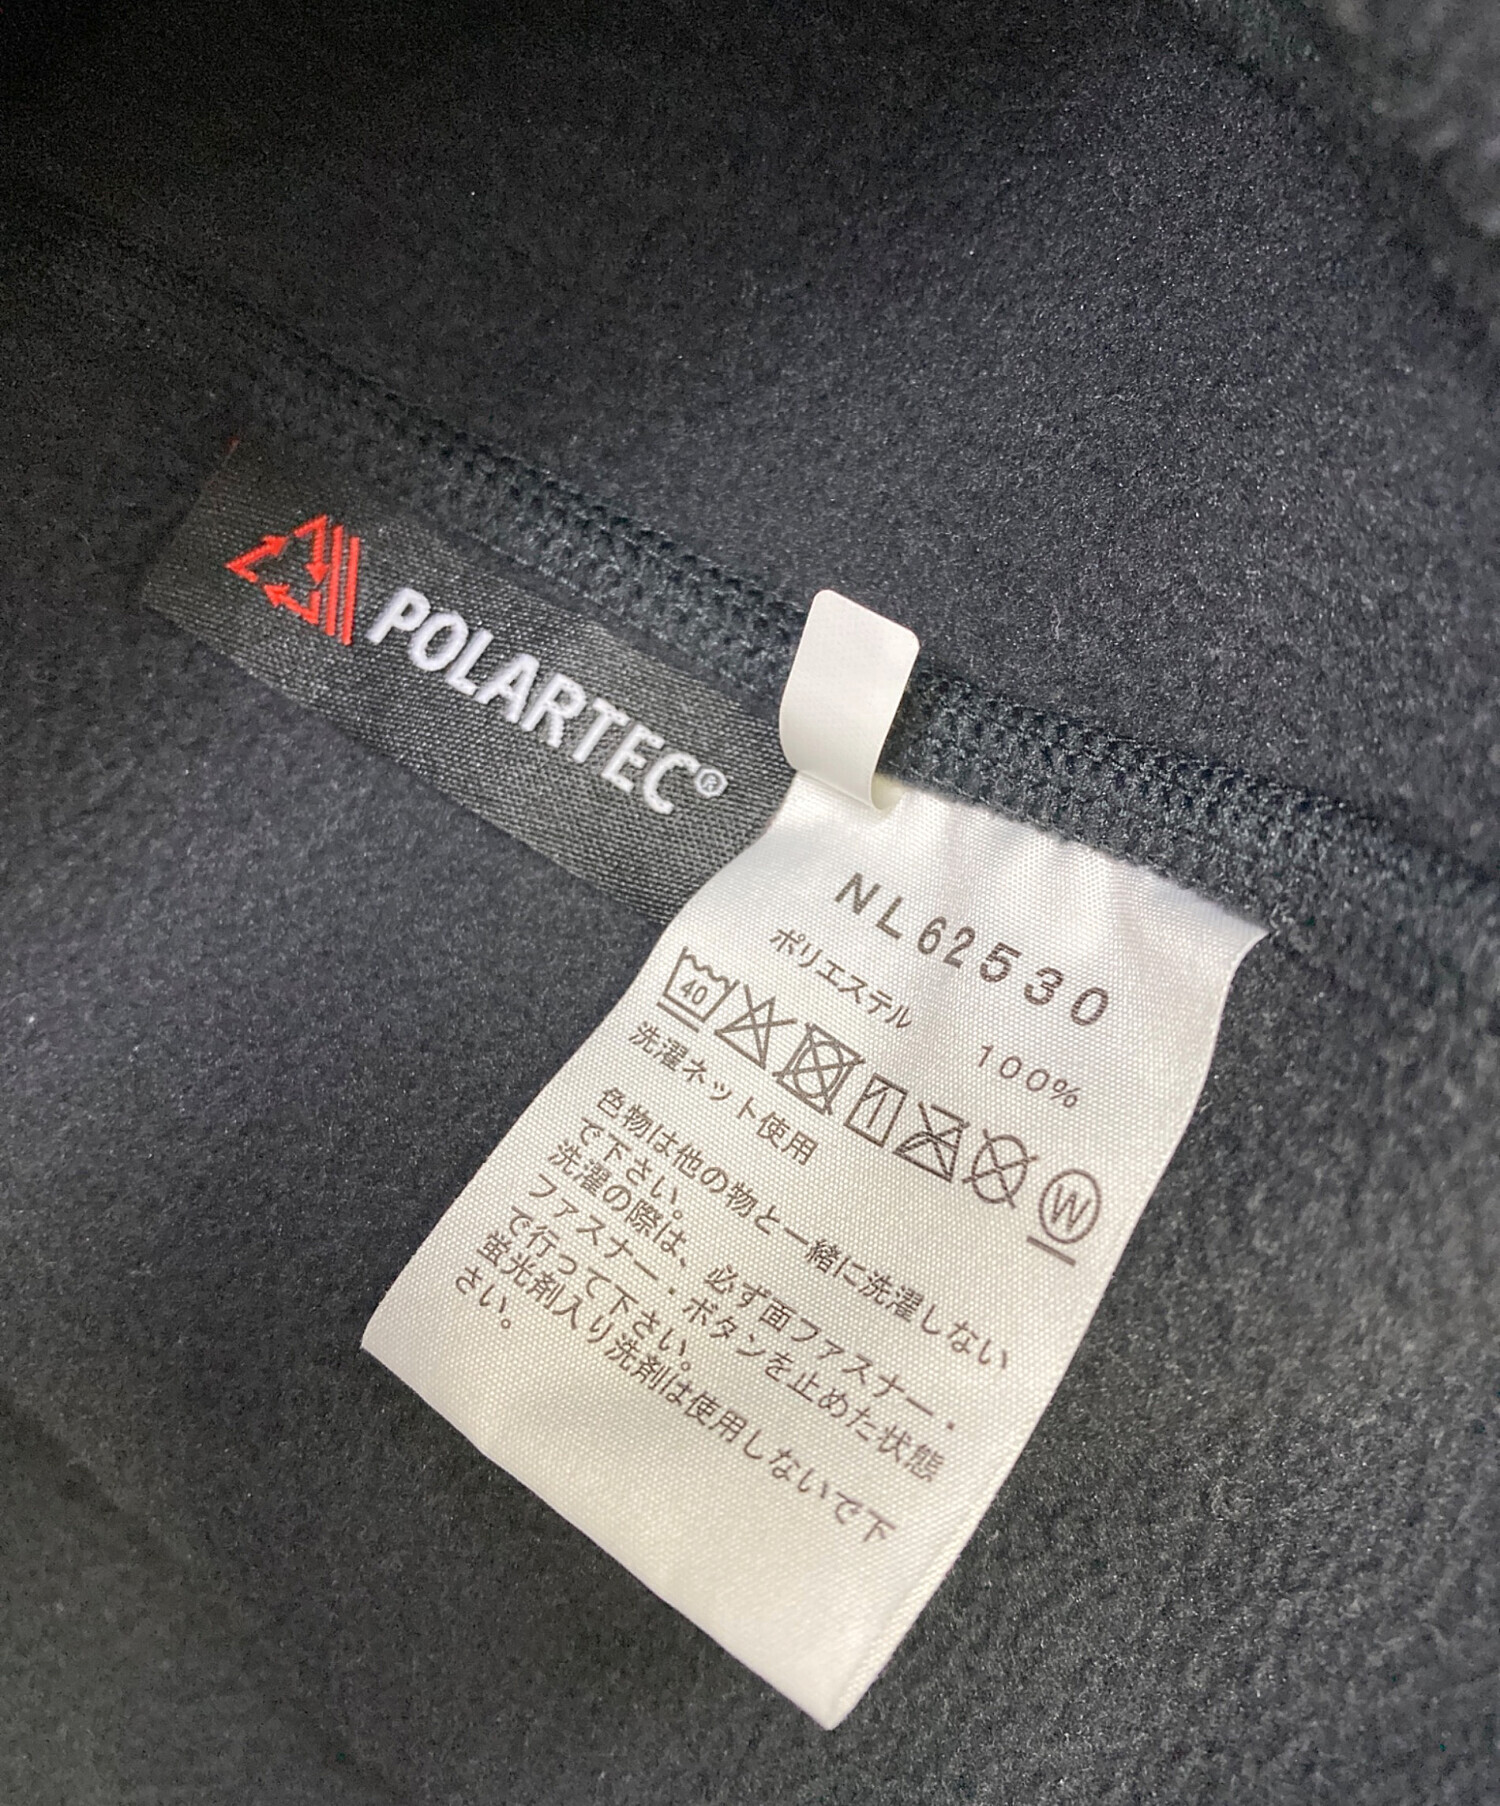 POLARTEC®
NL62530
ポリエステル 100%
40
W
洗濯ネット使用
色物は他の物と一緒に洗濯しない
で下さい。
洗濯の際は、必ず面ファスナー・
ファスナー・ボタンを止めた状態
で行って下さい。
蛍光剤入り洗剤は使用しないで下
さい。